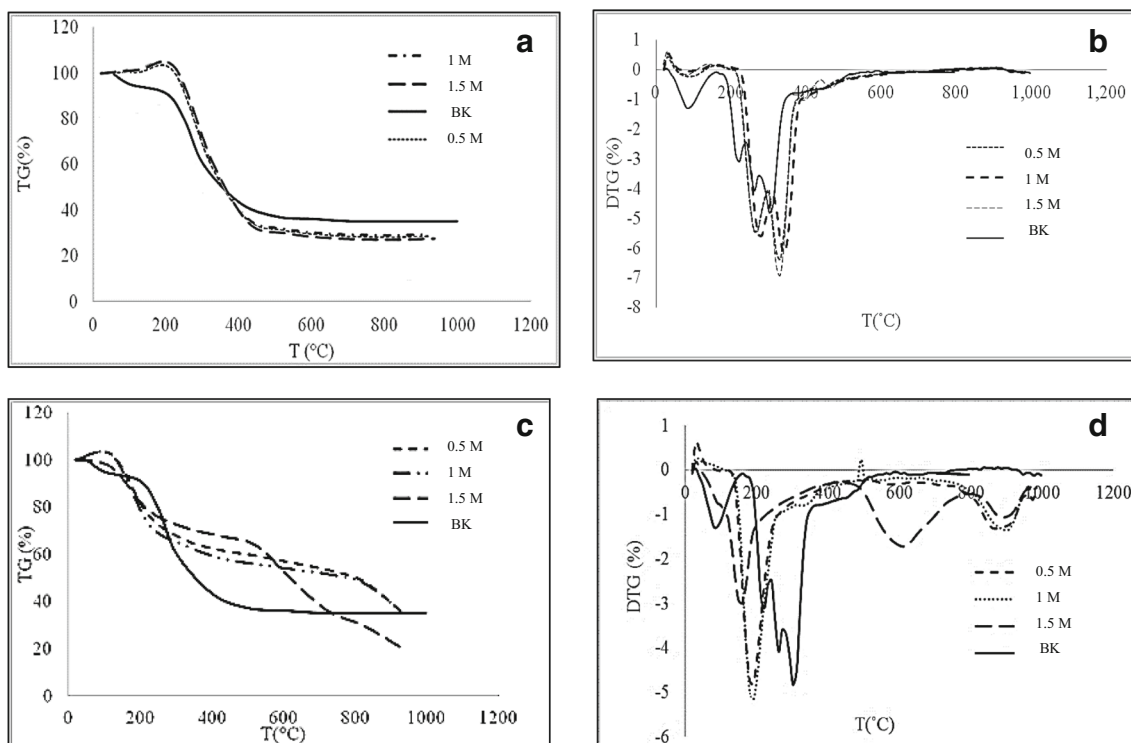 a
120
100
80
60
40
20
0
TG(%)
1 M
1.5 M
BK
0.5 M
0 200 400 600 800 1000 1200
T (°C)
b
1
0
-1
-2
-3
-4
-5
-6
-7
-8
DTG (%)
0 200 400 600 800 1,000 1,200
0.5 M
1 M
1.5 M
BK
T(°C)
c
120
100
80
60
40
20
0
TG (%)
0.5 M
1 M
1.5 M
BK
0 200 400 600 800 1000 1200
T(°C)
d
1
0
-1
-2
-3
-4
-5
-6
DTG (%)
0 200 400 600 800 1000 1200
0.5 M
1 M
1.5 M
BK
T(°C)